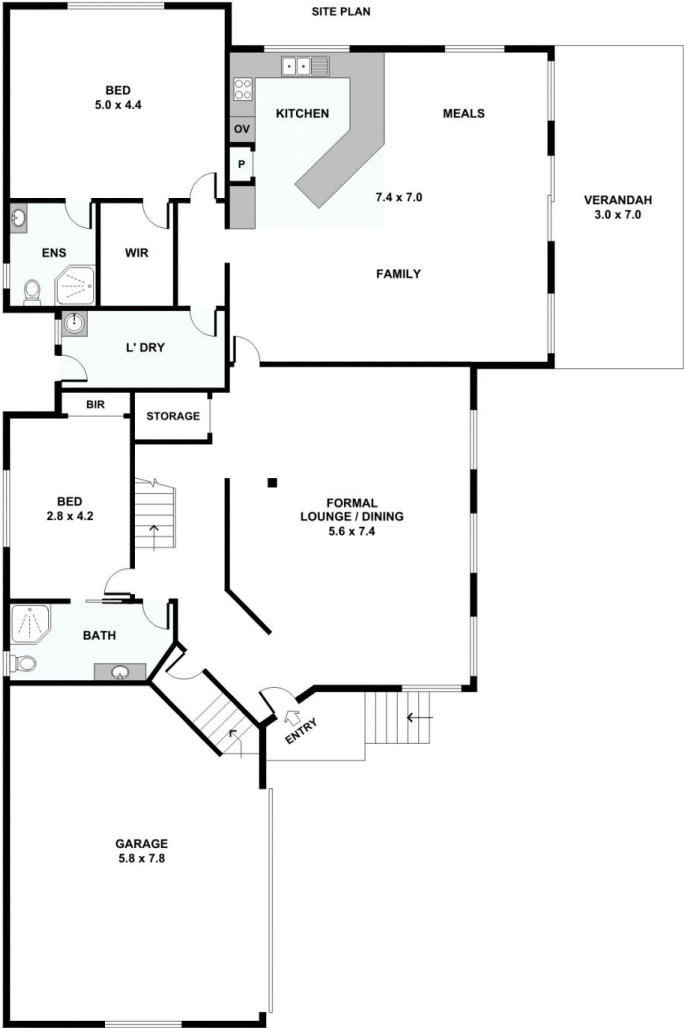 SITE PLAN
BED
5.0 x 4.4
KITCHEN
MEALS
OV
P
7.4 x 7.0
VERANDAH
3.0 x 7.0
ENS
WIR
FAMILY
L' DRY
BIR
STORAGE
BED
2.8 x 4.2
FORMAL
LOUNGE / DINING
5.6 x 7.4
BATH
ENTRY
GARAGE
5.8 x 7.8